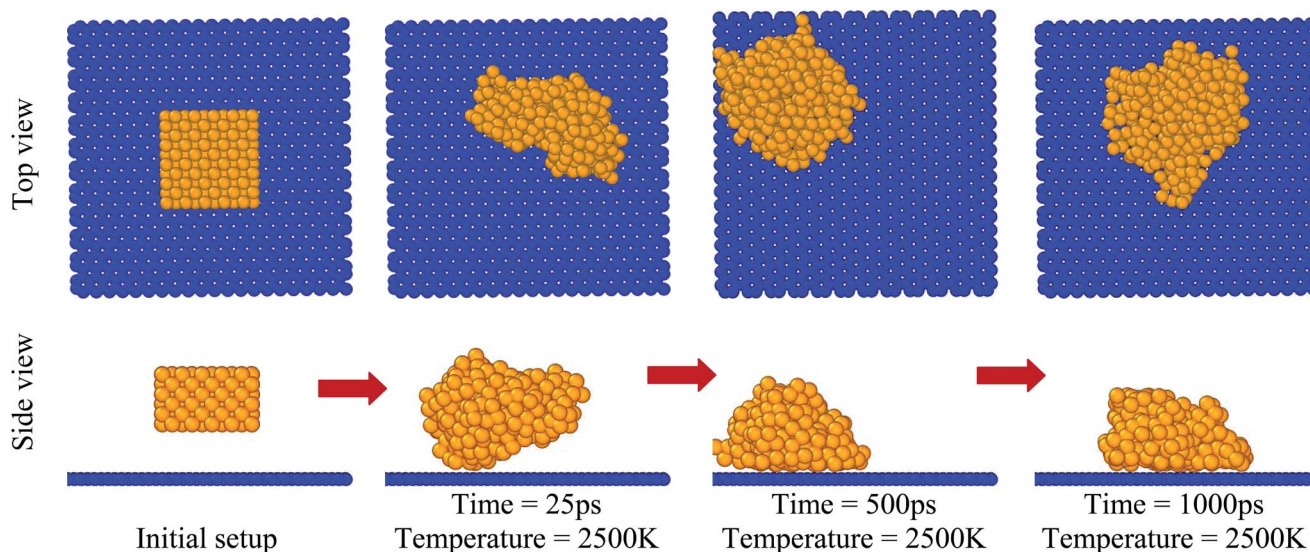 Top view
Side view
Initial setup
Time = 25ps
Temperature = 2500K
Time = 500ps
Temperature = 2500K
Time = 1000ps
Temperature = 2500K